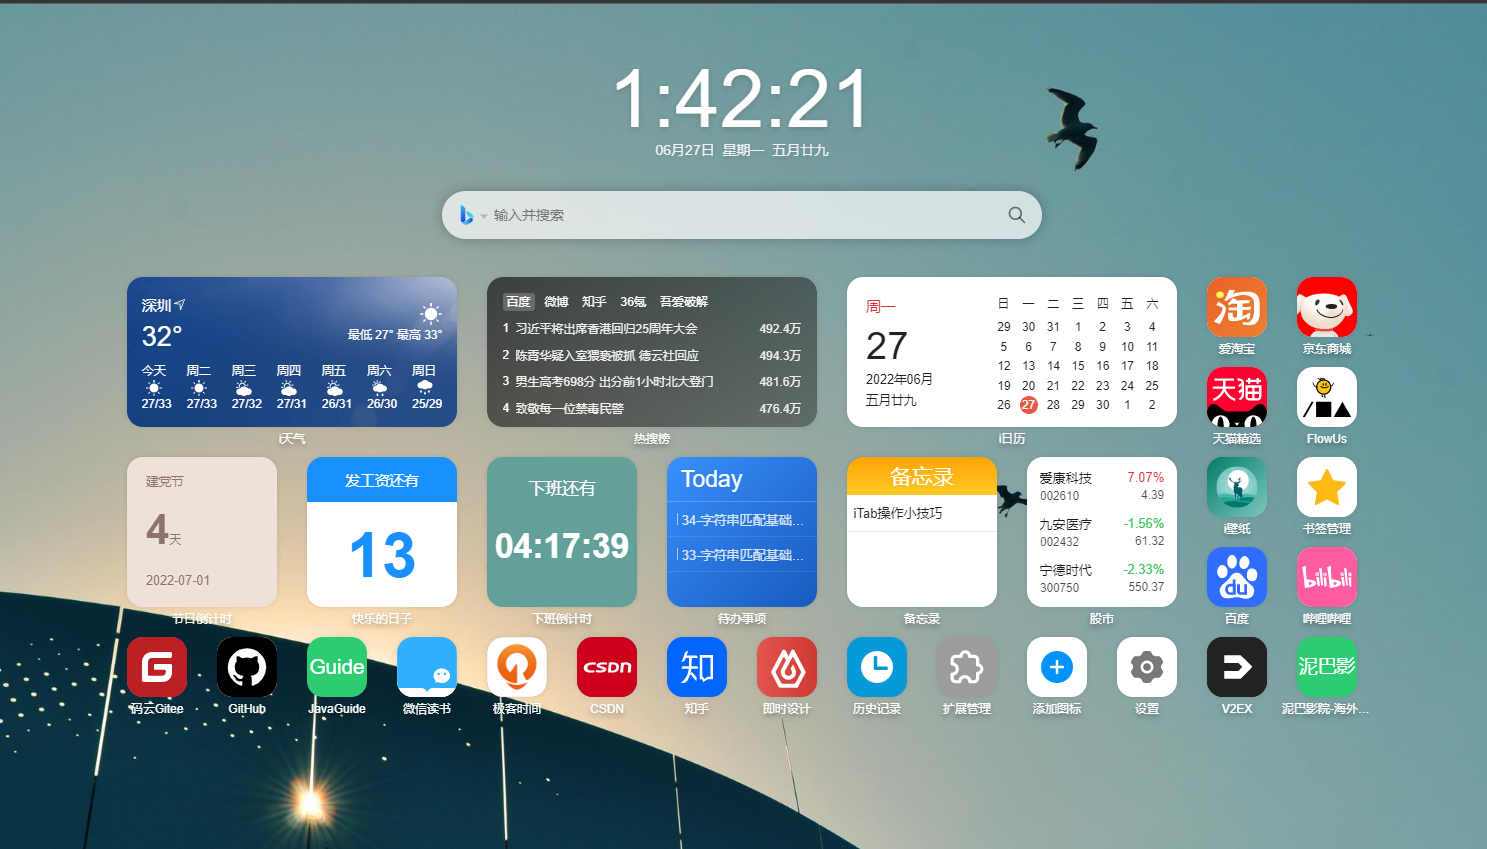 1:42:21
06月27日 星期一 五月廿九
输入并搜索
深圳
32°
最低 27° 最高 33°
今天 周二 周三 周四 周五 周六 周日
27/33 27/33 27/32 27/31 26/31 26/30 25/29
i天气
百度 微博 知乎 36氪 吾爱破解
1 习近平将出席香港回归25周年大会 492.4万
2 陈霄华疑入室猥亵被抓 德云社回应 494.3万
3 男生高考698分 出分前1小时北大登门 481.6万
4 致敬每一位禁毒民警 476.4万
热搜榜
周一
27
2022年06月
五月廿九
日 一 二 三 四 五 六
29 30 31 1 2 3 4
5 6 7 8 9 10 11
12 13 14 15 16 17 18
19 20 21 22 23 24 25
26 27 28 29 30 1 2
i日历
淘
爱淘宝
京东商城
天猫
天猫精选
FlowUs
建党节
4天
2022-07-01
节日倒计时
发工资还有
13
快乐的日子
下班还有
04:17:39
下班倒计时
Today
34-字符串匹配基础...
33-字符串匹配基础...
待办事项
备忘录
iTab操作小技巧
备忘录
爱康科技 7.07%
002610 4.39
九安医疗 -1.56%
002432 61.32
宁德时代 -2.33%
300750 550.37
股市
i壁纸
书签管理
du
百度
bilibili
哔哩哔哩
G
码云Gitee
GitHub
Guide
JavaGuide
微信读书
极客时间
CSDN
CSDN
知
知乎
即时设计
历史记录
扩展管理
添加图标
设置
V2EX
泥巴影
泥巴影院-海外...